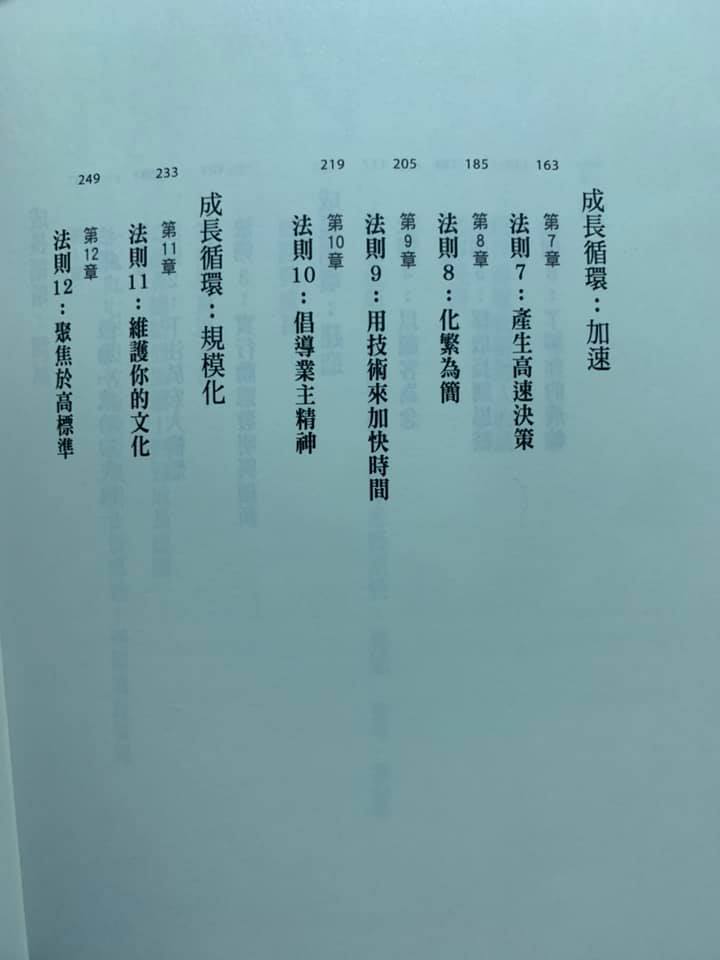 成長循環：加速
163
第7章
法則7：產生高速決策
185
第8章
法則8：化繁為簡
205
第9章
法則9：用技術來加快時間
219
第10章
法則10：倡導業主精神
成長循環：規模化
233
第11章
法則11：維護你的文化
249
第12章
法則12：聚焦於高標準